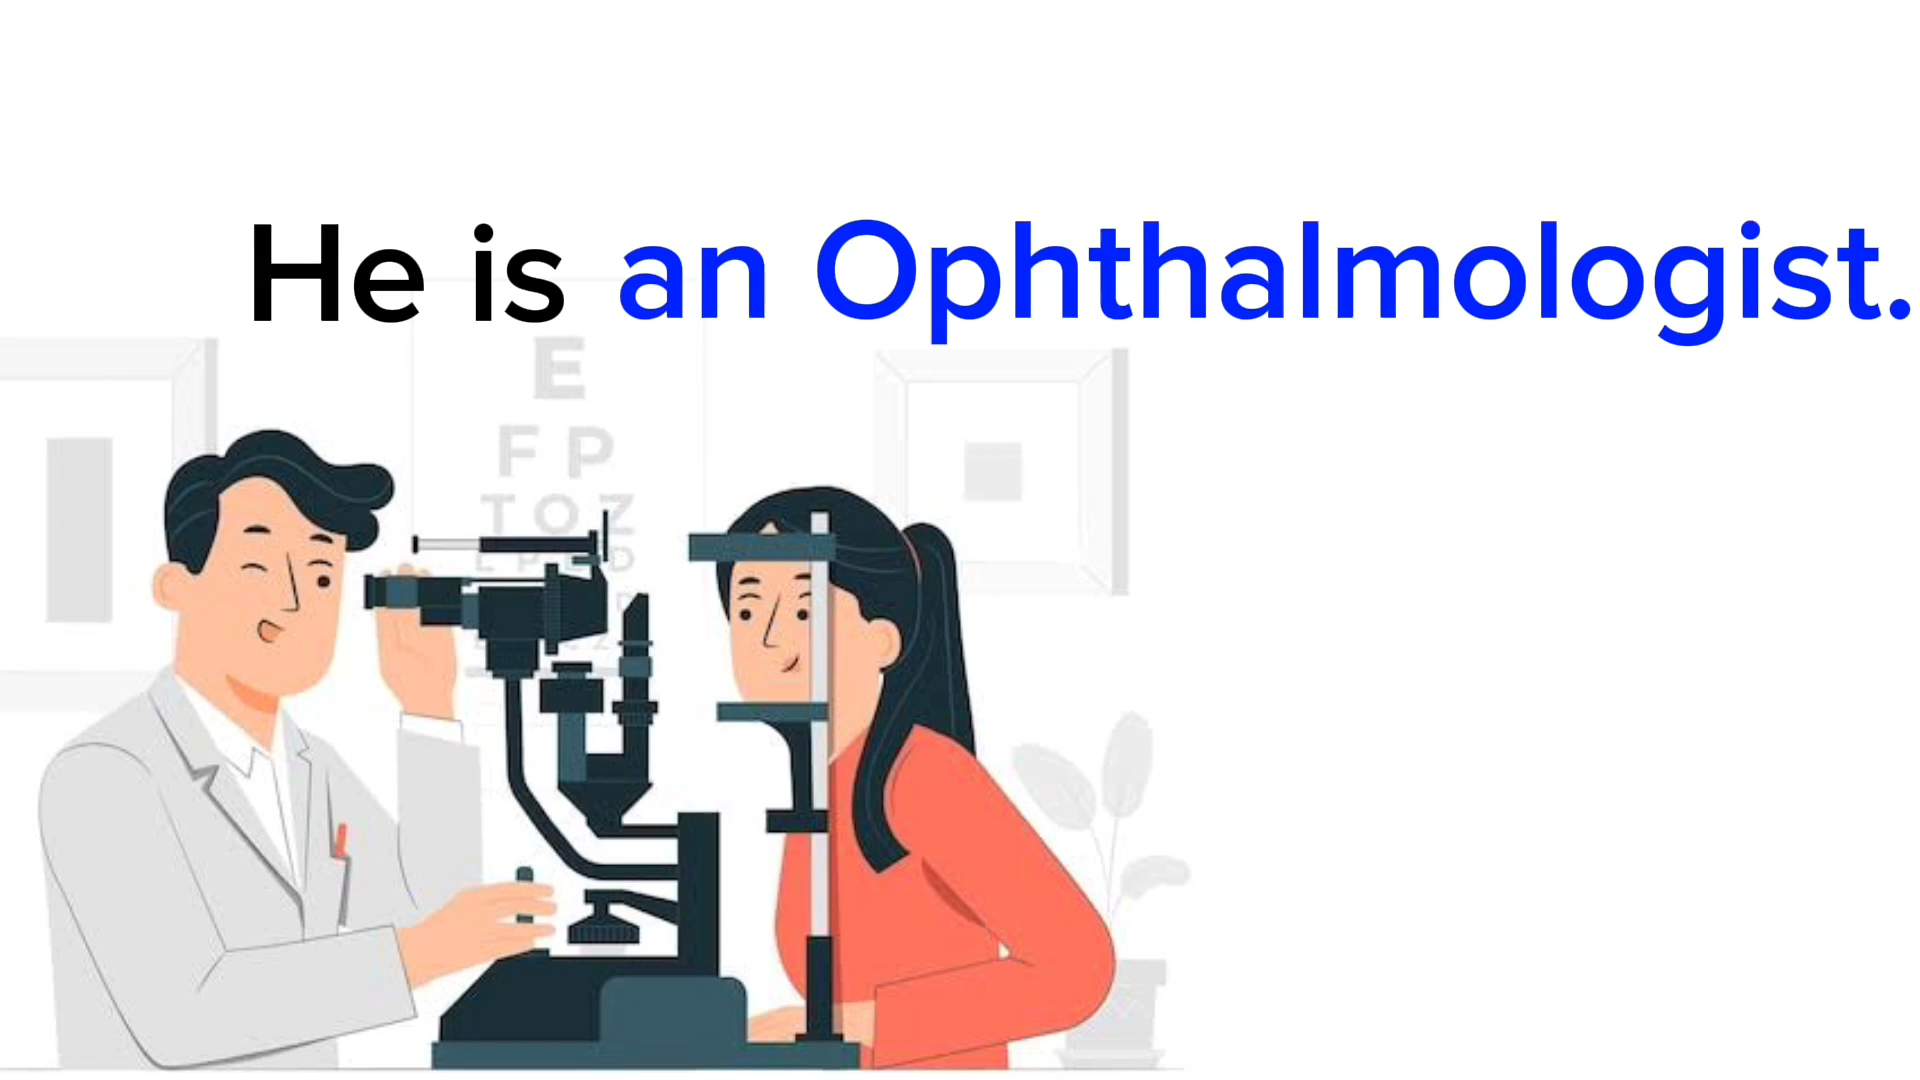 He is an Ophthalmologist.
E
F P
T O Z
L P E D